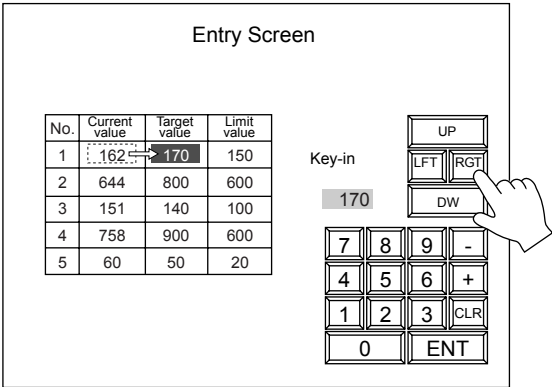 Entry Screen
No. Current value Target value Limit value
1 162 170 150
2 644 800 600
3 151 140 100
4 758 900 600
5 60 50 20
Key-in
170
UP
LFT RGT
DW
7 8 9 -
4 5 6 +
1 2 3 CLR
0 ENT